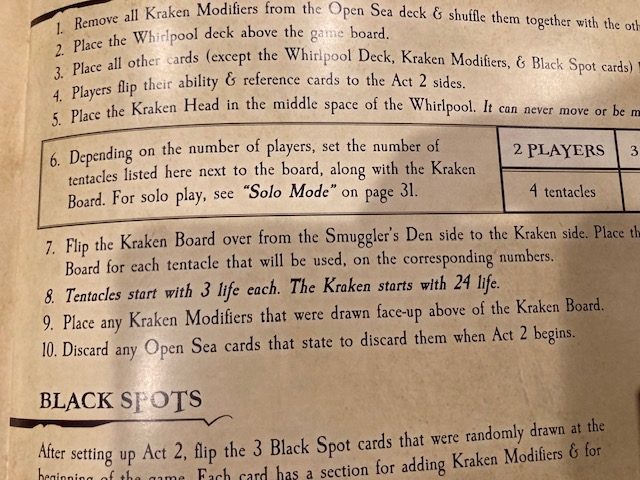 1. Remove all Kraken Modifiers from the Open Sea deck & shuffle them together with the
2. Place the Whirlpool deck above the game board.
3. Place all other cards (except the Whirlpool Deck, Kraken Modifiers, & Black Spot cards)
4. Players flip their ability & reference cards to the Act 2 sides.
5. Place the Kraken Head in the middle space of the Whirlpool. It can never move or be
6. Depending on the number of players, set the number of
tentacles listed here next to the board, along with the Kraken
Board. For solo play, see "Solo Mode" on page 31.
2 PLAYERS 3
4 tentacles
7. Flip the Kraken Board over from the Smuggler's Den side to the Kraken side. Place
Board for each tentacle that will be used, on the corresponding numbers.
8. Tentacles start with 3 life each. The Kraken starts with 24 life.
9. Place any Kraken Modifiers that were drawn face-up above of the Kraken Board.
10. Discard any Open Sea cards that state to discard them when Act 2 begins.
BLACK SPOTS
After setting up Act 2, flip the 3 Black Spot cards that were randomly drawn at the
beginning of the game. Each card has a section for adding Kraken Modifiers & for